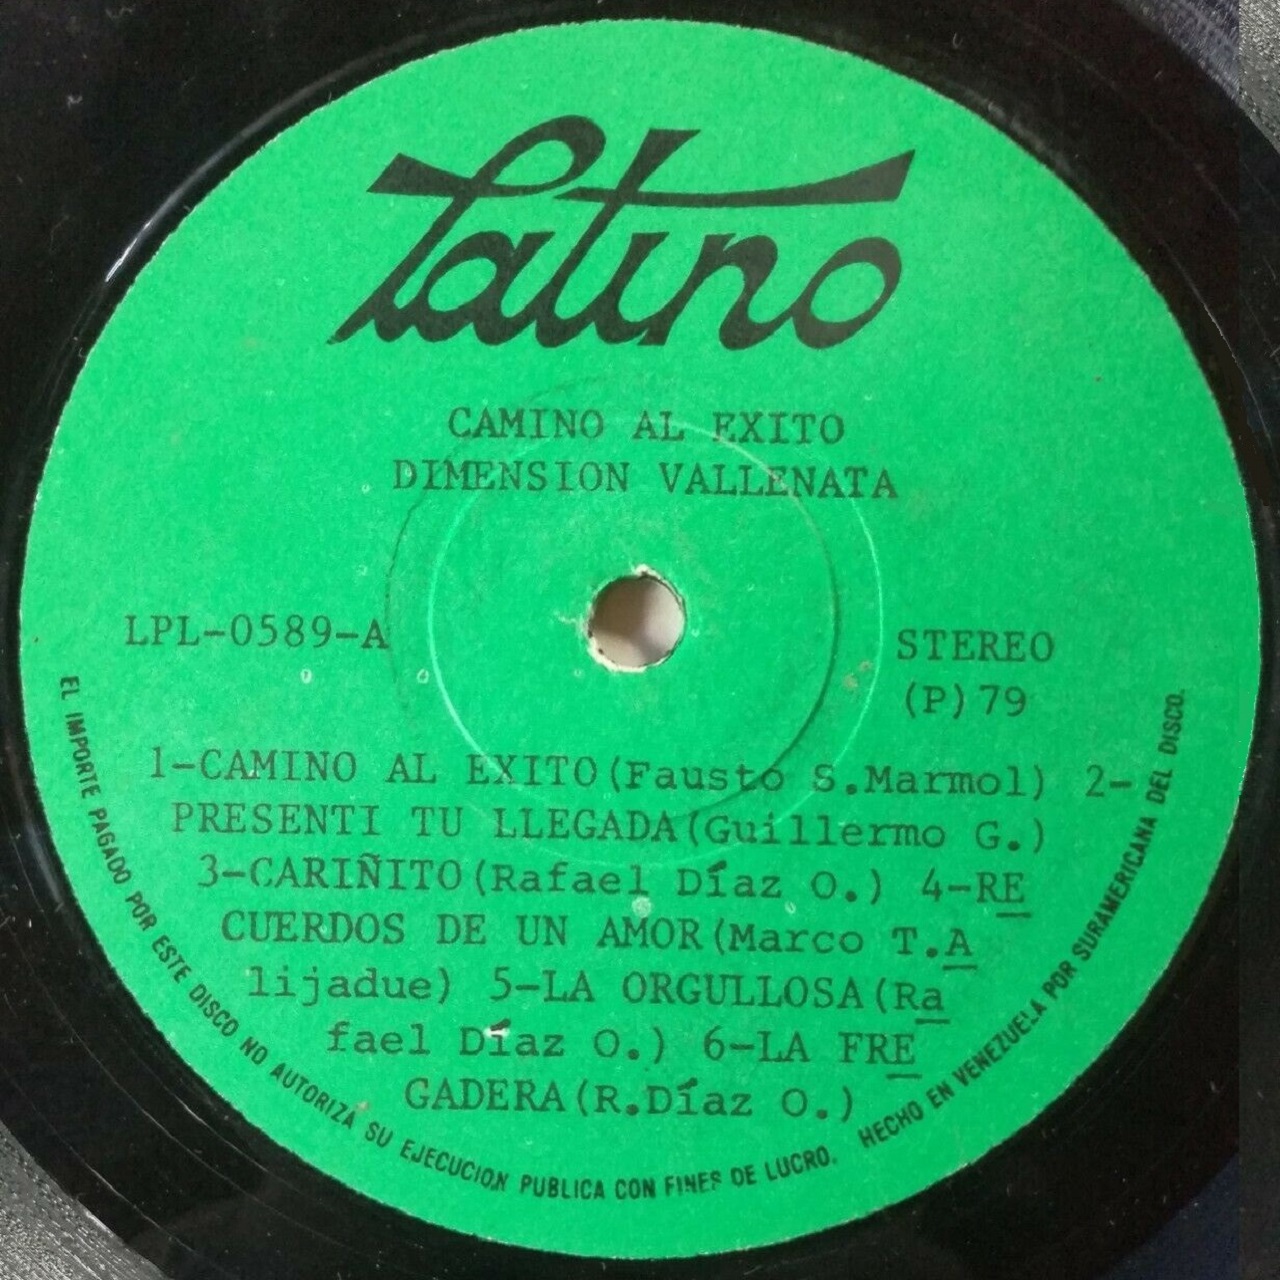 Latino
CAMINO AL EXITO
DIMENSION VALLENATA
LPL-0589-A
STEREO
(P)79
1-CAMINO AL EXITO(Fausto S.Marmol) 2-
PRESENTI TU LLEGADA(Guillermo G.)
3-CARIÑITO(Rafael Díaz O.) 4-RE
CUERDOS DE UN AMOR(Marco T.A
lijadue) 5-LA ORGULLOSA(Ra
fael Díaz O.) 6-LA FRE
GADERA(R.Díaz O.)
EL IMPORTE PAGADO POR ESTE DISCO NO AUTORIZA SU EJECUCION PUBLICA CON FINES DE LUCRO. HECHO EN VENEZUELA POR SURAMERICANA DEL DISCO.